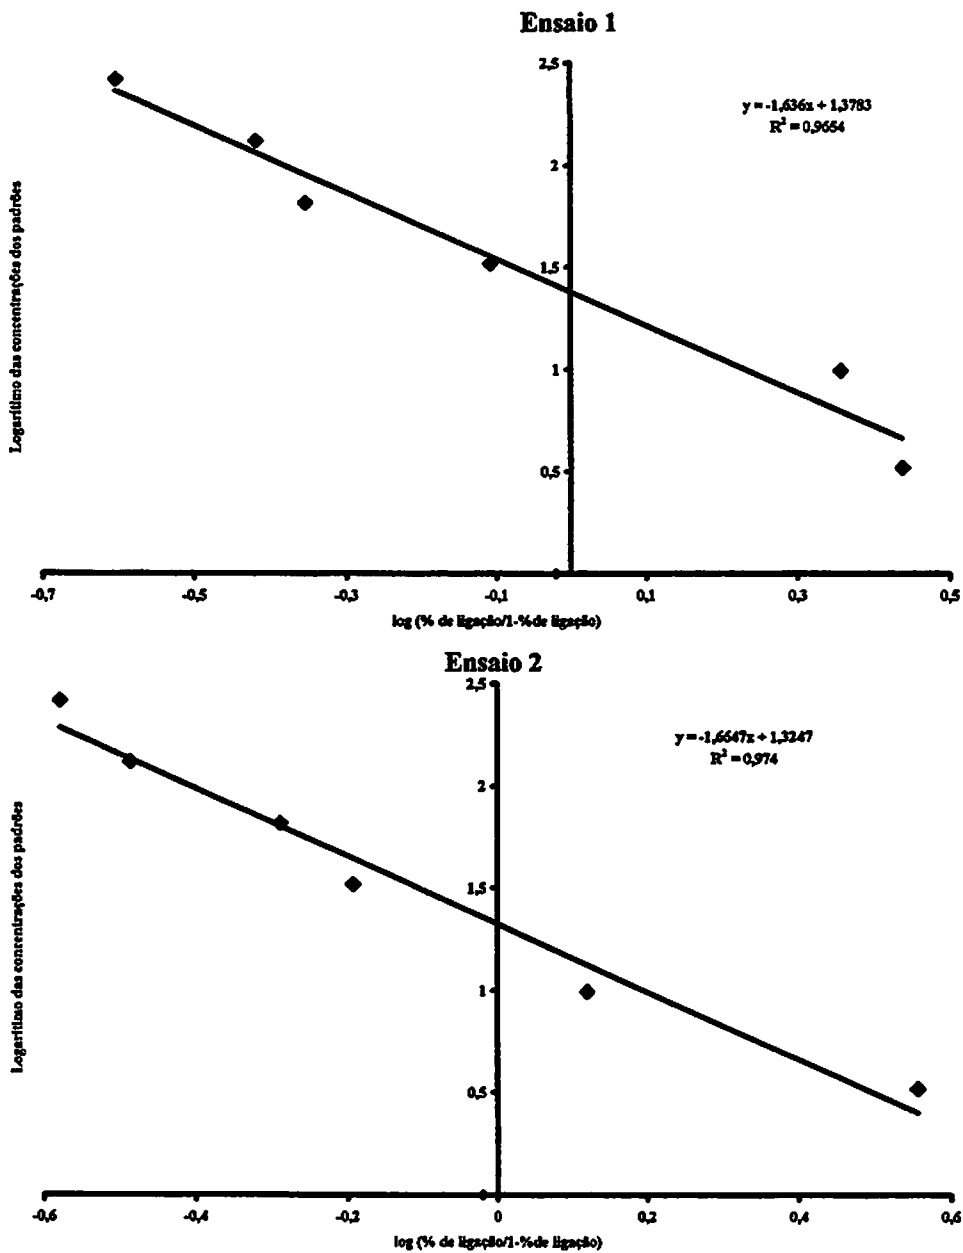 Ensaio 1
2,5
y = -1,636x + 1,3783
R² = 0,9654
2
1,5
1
0,5
Logarítimo das concentrações dos padrões
-0,7
-0,5
-0,3
-0,1
0,1
0,3
0,5
log (% de ligação/1-%de ligação)
Ensaio 2
2,5
y = -1,6647x + 1,3247
R² = 0,974
2
1,5
1
0,5
Logarítimo das concentrações dos padrões
-0,6
-0,4
-0,2
0
0,2
0,4
0,6
log (% de ligação/1-%de ligação)